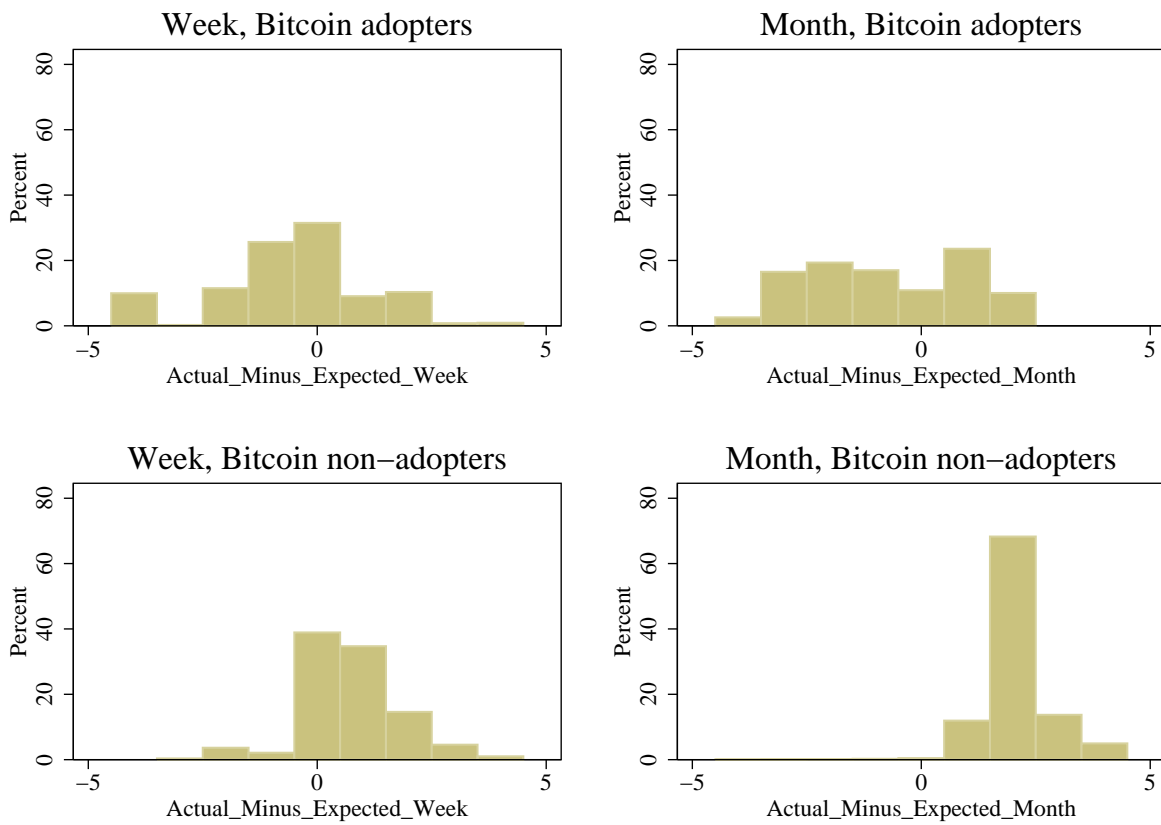 Week, Bitcoin adopters
80
60
40
20
0
Percent
−5
0
5
Actual_Minus_Expected_Week
Month, Bitcoin adopters
80
60
40
20
0
Percent
−5
0
5
Actual_Minus_Expected_Month
Week, Bitcoin non−adopters
80
60
40
20
0
Percent
−5
0
5
Actual_Minus_Expected_Week
Month, Bitcoin non−adopters
80
60
40
20
0
Percent
−5
0
5
Actual_Minus_Expected_Month